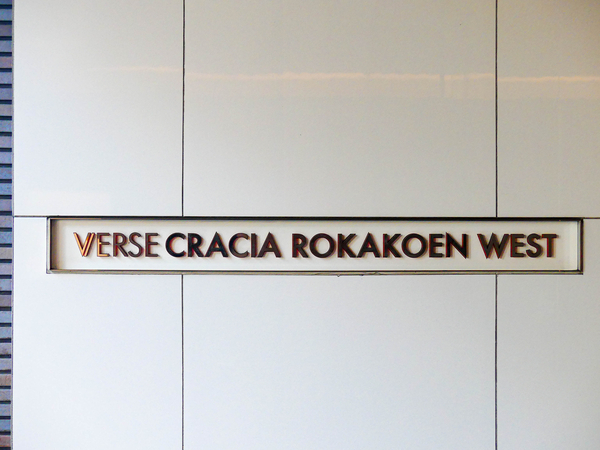 VERSE CRACIA ROKAKOEN WEST